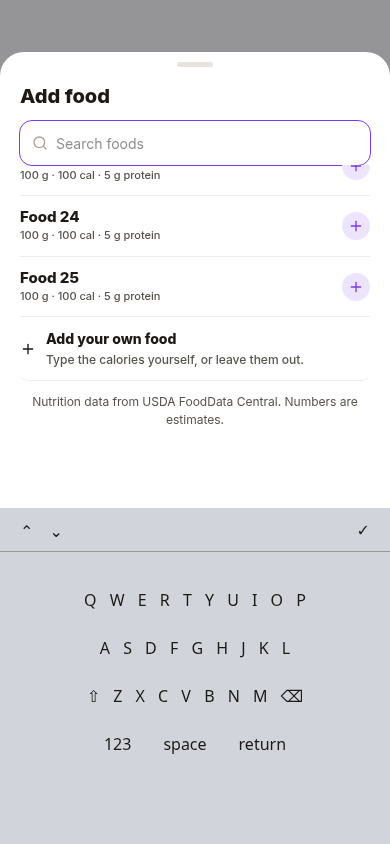 Add food
Search foods
100 g · 100 cal · 5 g protein
Food 24
100 g · 100 cal · 5 g protein
Food 25
100 g · 100 cal · 5 g protein
Add your own food
Type the calories yourself, or leave them out.
Nutrition data from USDA FoodData Central. Numbers are
estimates.
Q W E R T Y U I O P
A S D F G H J K L
⇧ Z X C V B N M ⌫
123 space return